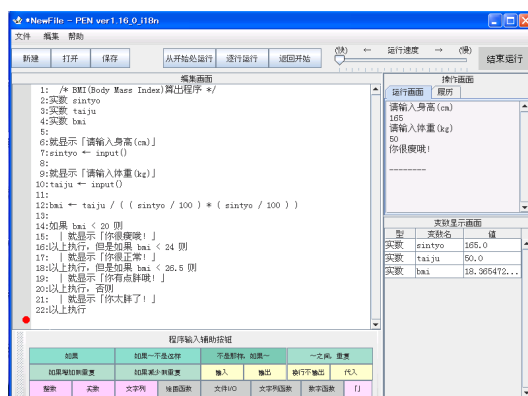 *NewFile - PEN ver1.16_0_i18n
文件 編集 帮助
新建 打开 保存 从开始处运行 逐行运行 返回开始 (快) ← 运行速度 → (慢) 结束运行
编集画面
1: /* BMI(Body Mass Index)算出程序 */
2:实数 sintyo
3:实数 taiju
4:实数 bmi
5:
6:就显示「请输入身高(cm)」
7:sintyo ← input()
8:
9:就显示「请输入体重(kg)」
10:taiju ← input()
11:
12:bmi ← taiju / ( ( sintyo / 100 ) * ( sintyo / 100 ) )
13:
14:如果 bmi < 20 则
15: | 就显示「你很瘦哦！」
16:以上执行，但是如果 bmi < 24 则
17: | 就显示「你很正常！」
18:以上执行，但是如果 bmi < 26.5 则
19: | 就显示「你有点胖哦！」
20:以上执行，否则
21: | 就显示「你太胖了！」
22:以上执行
操作画面
运行画面 履历
请输入身高(cm)
165
请输入体重(kg)
50
你很瘦哦！
--------
变数显示画面
型 变数名 值
实数 sintyo 165.0
实数 taiju 50.0
实数 bmi 18.365472...
程序输入辅助按钮
如果 如果～不是这样 不是那样，如果～ ～之间，重复
如果增加则重复 如果减少则重复 输入 输出 换行不输出 代入
整数 实数 文字列 绘画函数 文件I/O 文字列函数 数字函数 「」